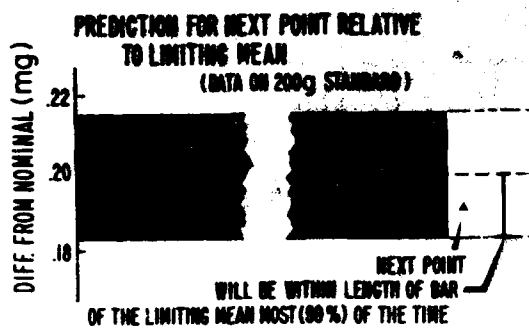 PREDICTION FOR NEXT POINT RELATIVE
TO LIMITING MEAN
(DATA ON 200g STANDARD)
DIFF. FROM NOMINAL (mg)
.22
.20
.18
NEXT POINT
WILL BE WITHIN LENGTH OF BAR
OF THE LIMITING MEAN MOST (99%) OF THE TIME